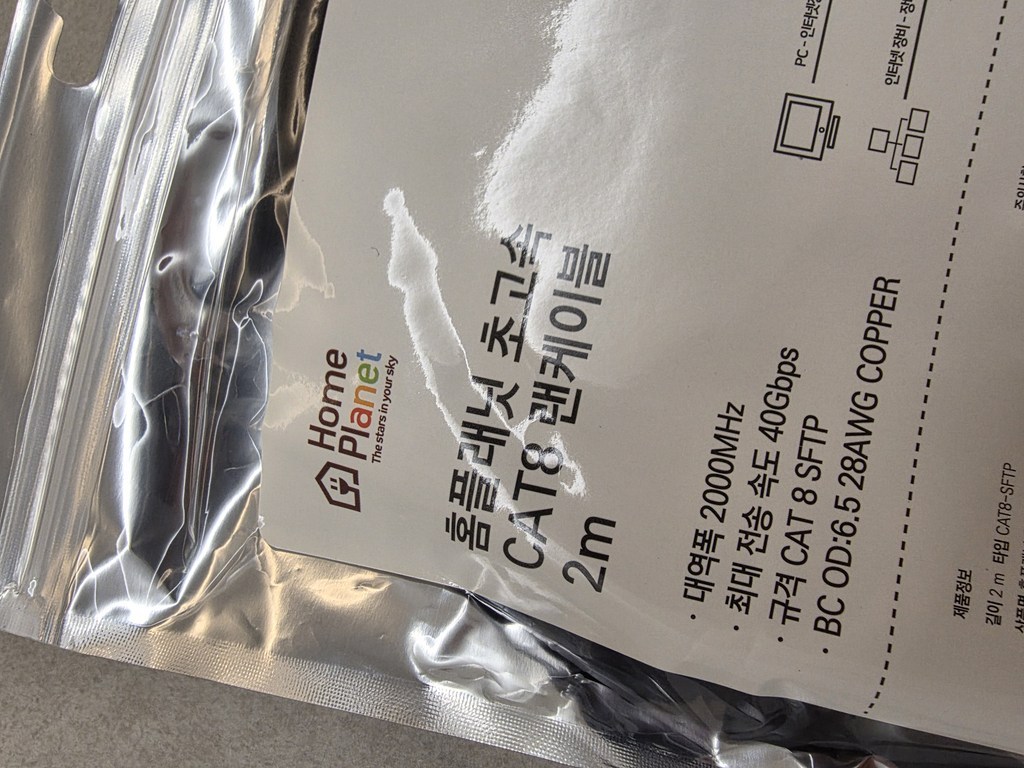 Home
Planet
The stars in your sky
홈플래닛 초고속
CAT8 랜케이블
2m
· 대역폭 2000MHz
· 최대 전송 속도 40Gbps
· 규격 CAT 8 SFTP
· BC OD:6.5 28AWG COPPER
PC - 인터넷
인터넷 장비 -
제품정보
길이 2 m 타입 CAT8-SFTP